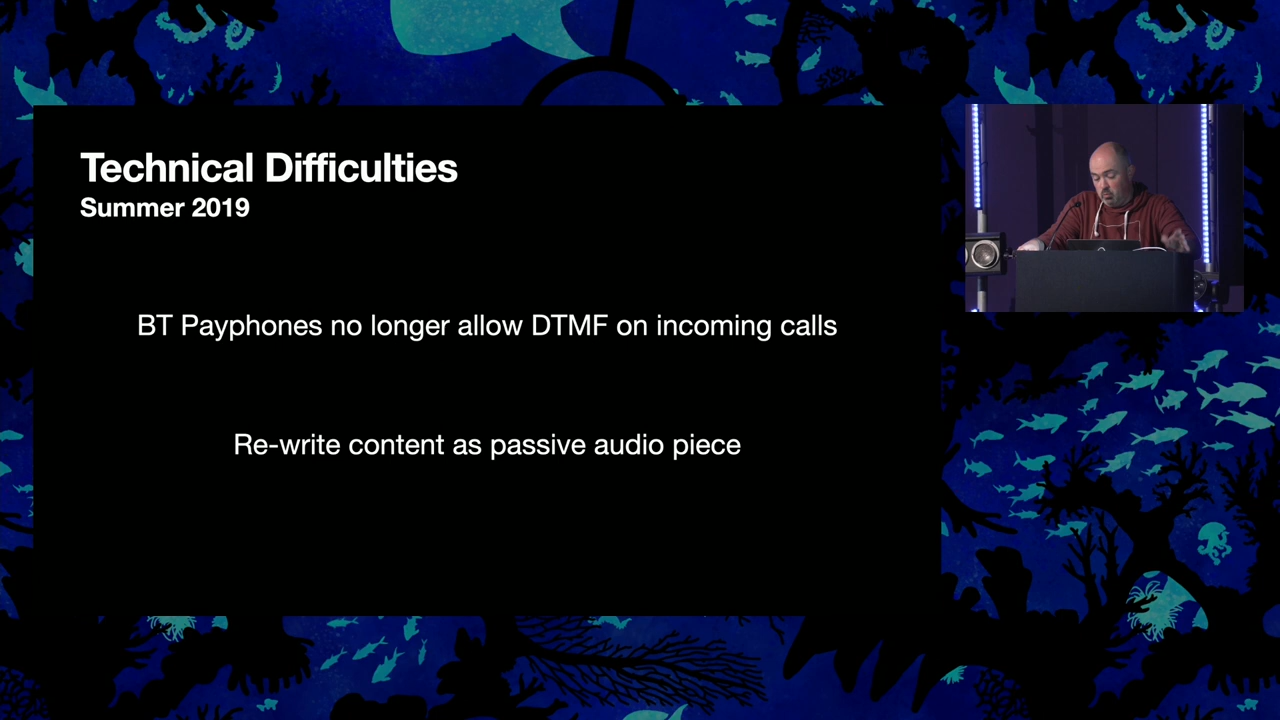 Technical Difficulties
Summer 2019
BT Payphones no longer allow DTMF on incoming calls
Re-write content as passive audio piece